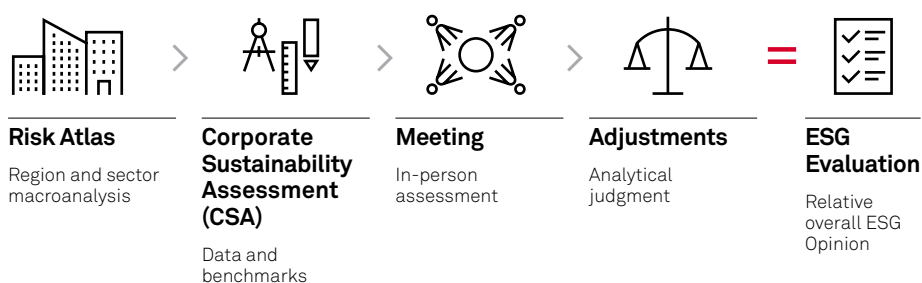 Risk Atlas
Region and sector
macroanalysis
Corporate
Sustainability
Assessment
(CSA)
Data and
benchmarks
Meeting
In-person
assessment
Adjustments
Analytical
judgment
ESG
Evaluation
Relative
overall ESG
Opinion